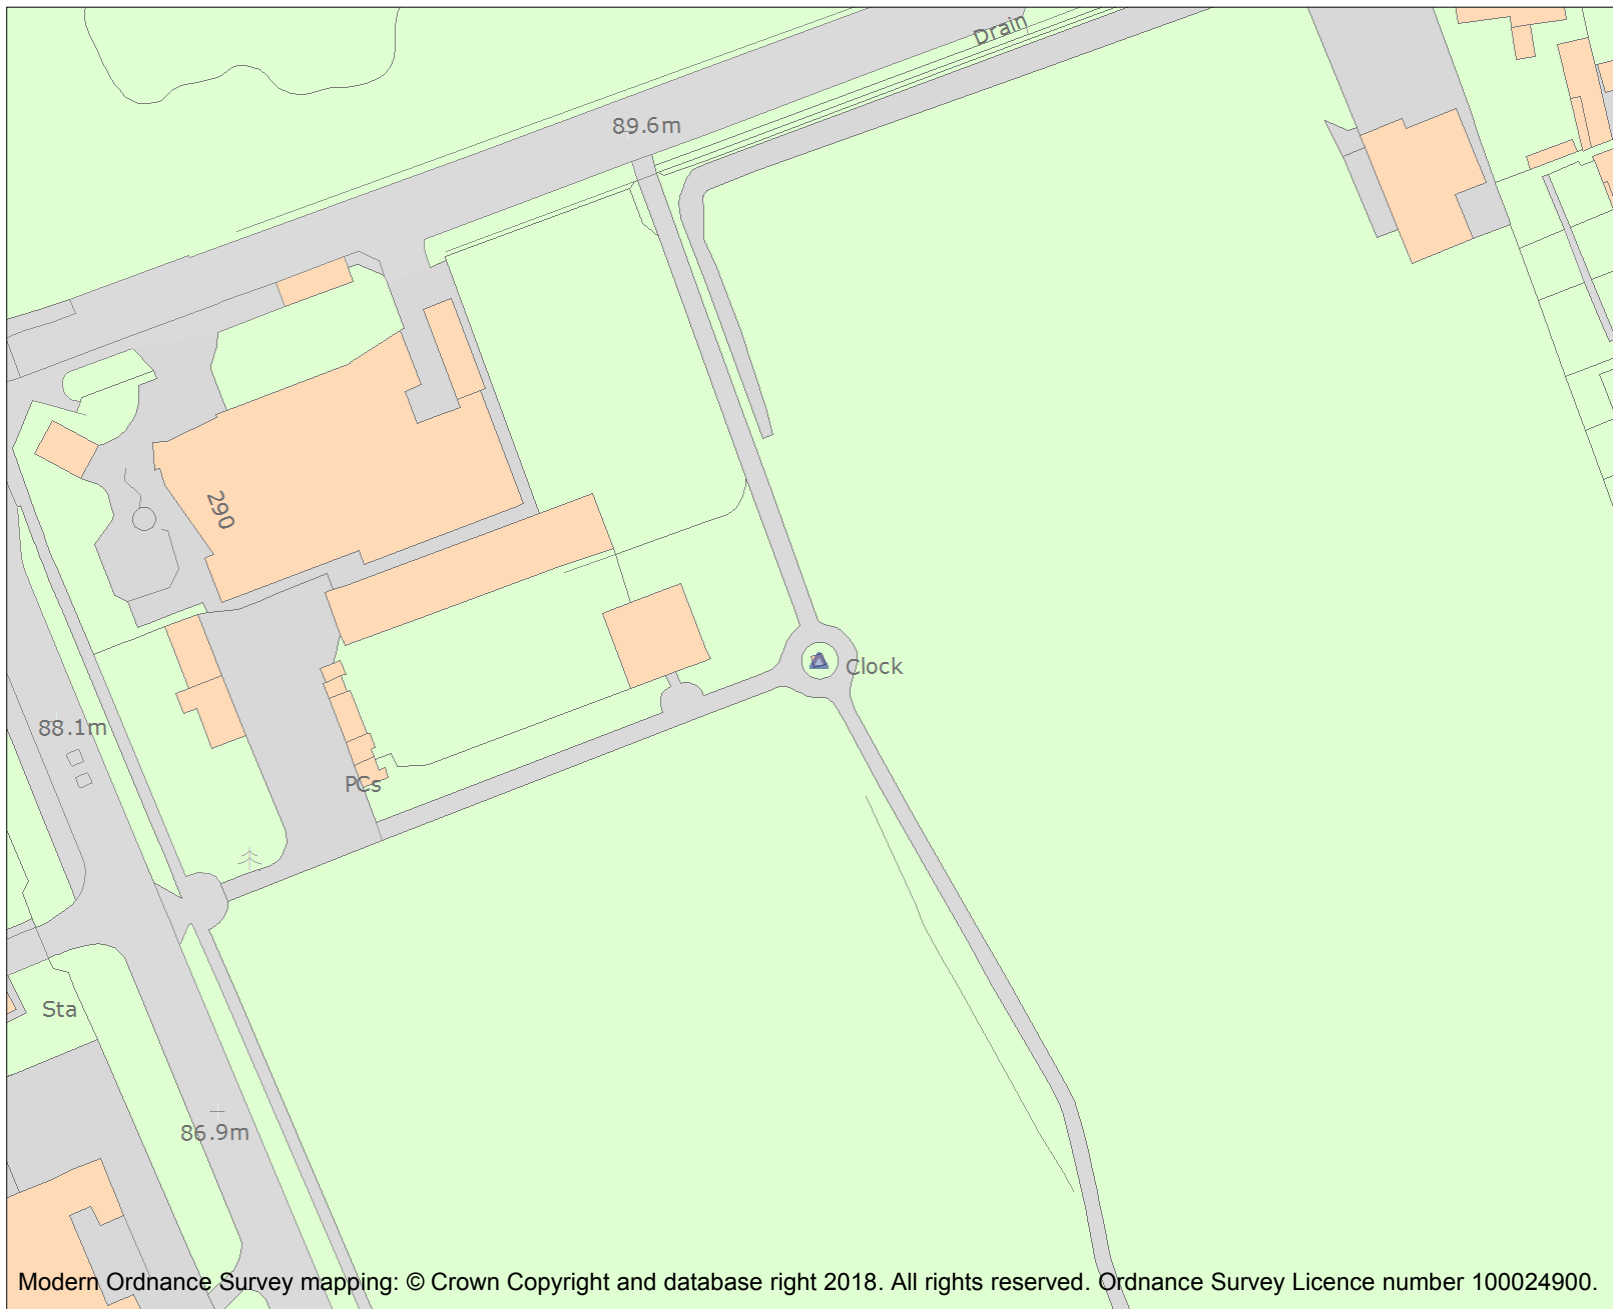 Drain
89.6m
290
Clock
88.1m
PCs
Sta
86.9m
Modern Ordnance Survey mapping: © Crown Copyright and database right 2018. All rights reserved. Ordnance Survey Licence number 100024900.